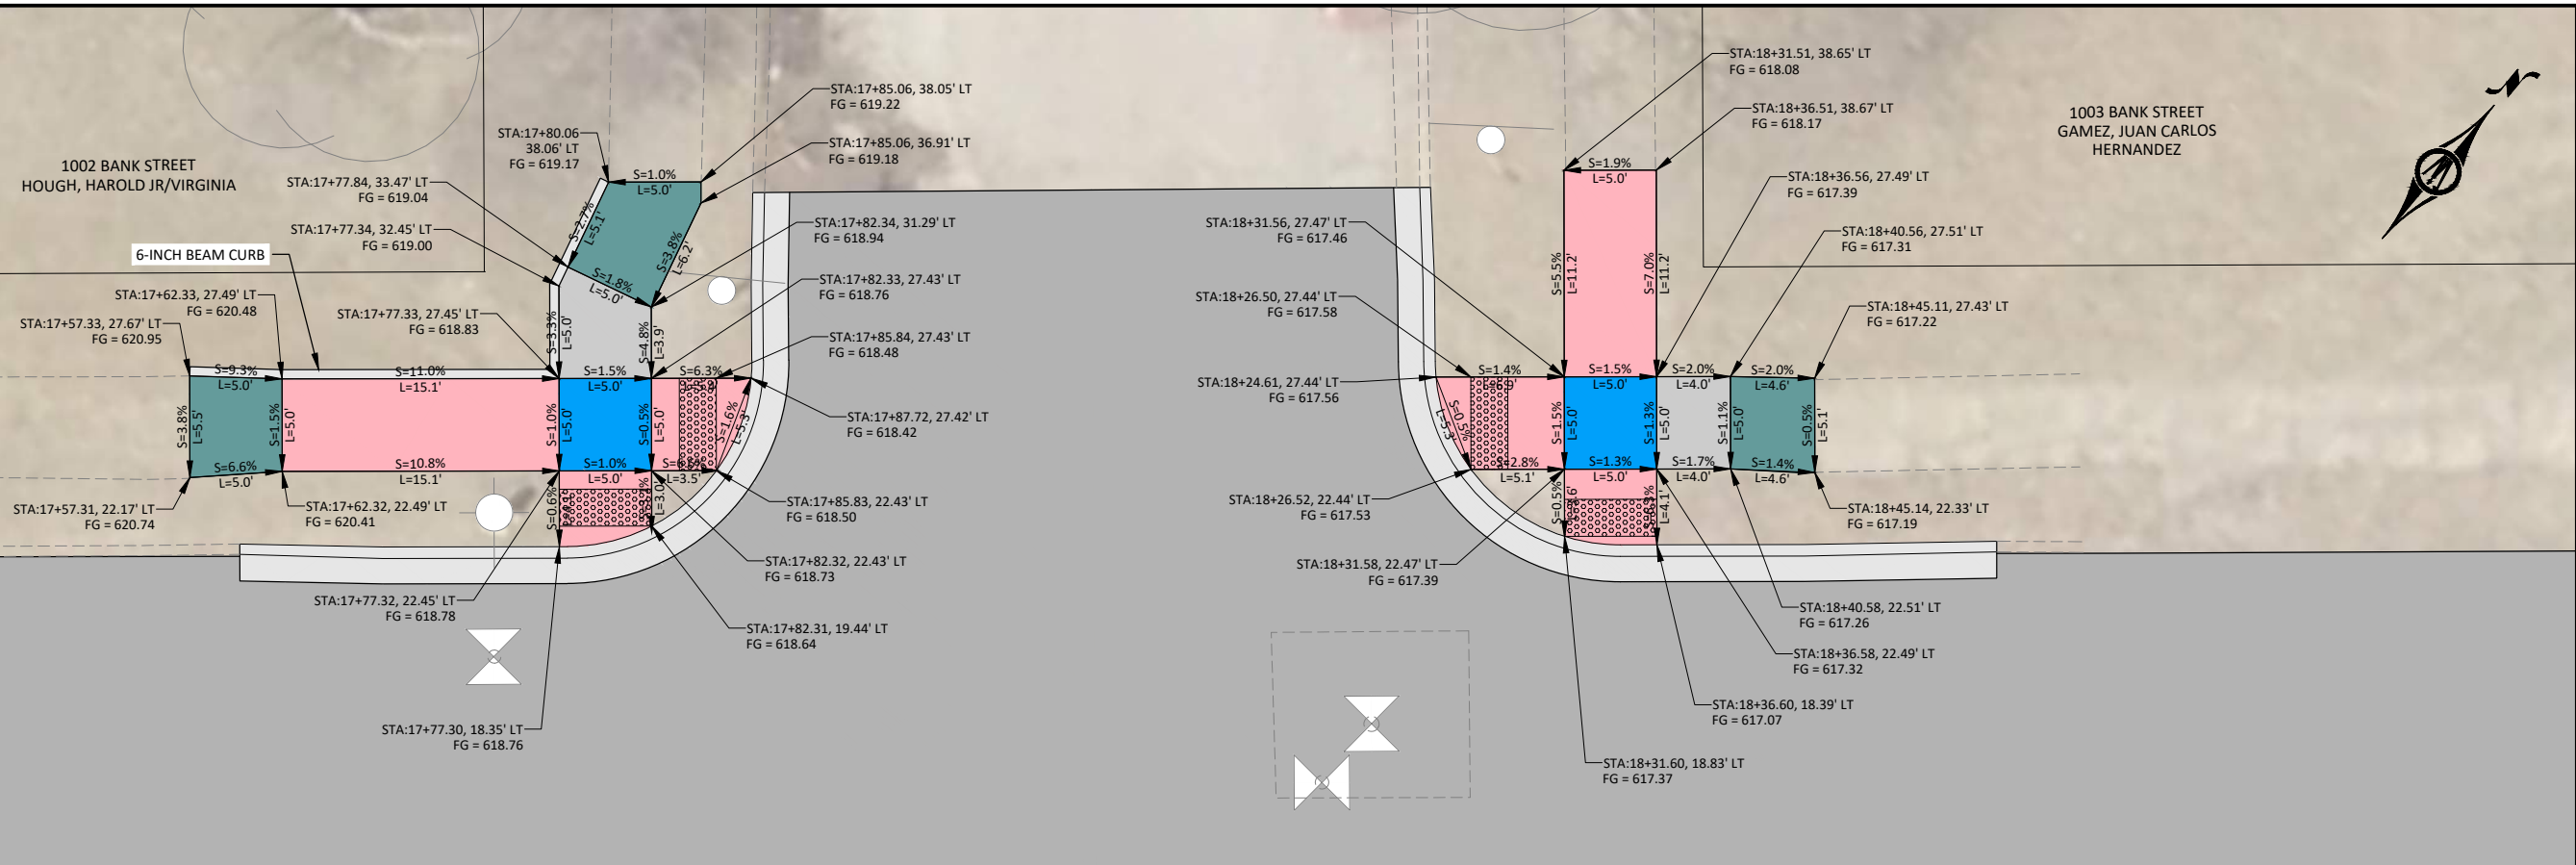 STA:18+31.51, 38.65' LT
FG = 618.08
STA:17+85.06, 38.05' LT
FG = 619.22
STA:18+36.51, 38.67' LT
FG = 618.17
1003 BANK STREET
GAMEZ, JUAN CARLOS
HERNANDEZ
N
STA:17+80.06
38.06' LT
FG = 619.17
STA:17+85.06, 36.91' LT
FG = 619.18
1002 BANK STREET
HOUGH, HAROLD JR/VIRGINIA
S=1.0%
L=5.0'
S=1.9%
L=5.0'
STA:17+77.84, 33.47' LT
FG = 619.04
STA:18+36.56, 27.49' LT
FG = 617.39
STA:17+77.34, 32.45' LT
FG = 619.00
S=2.7%
L=5.1'
S=3.8%
L=6.2'
STA:17+82.34, 31.29' LT
FG = 618.94
STA:18+31.56, 27.47' LT
FG = 617.46
STA:18+40.56, 27.51' LT
FG = 617.31
6-INCH BEAM CURB
S=1.8%
L=5.0'
STA:17+82.33, 27.43' LT
FG = 618.76
S=5.5%
L=11.2'
S=7.0%
L=11.2'
STA:17+62.33, 27.49' LT
FG = 620.48
STA:18+26.50, 27.44' LT
FG = 617.58
STA:18+45.11, 27.43' LT
FG = 617.22
STA:17+57.33, 27.67' LT
FG = 620.95
STA:17+77.33, 27.45' LT
FG = 618.83
S=3.3%
L=5.0'
S=4.8%
L=3.9'
STA:17+85.84, 27.43' LT
FG = 618.48
S=9.3%
L=5.0'
S=11.0%
L=15.1'
S=1.5%
L=5.0'
S=6.3%
STA:18+24.61, 27.44' LT
FG = 617.56
S=1.4%
L=6.9'
S=1.5%
L=5.0'
S=2.0%
L=4.0'
S=2.0%
L=4.6'
S=3.8%
L=5.5'
S=1.5%
L=5.0'
S=1.0%
L=5.0'
S=0.5%
L=5.0'
S=1.6%
L=5.3'
STA:17+87.72, 27.42' LT
FG = 618.42
S=0.5%
L=5.3'
S=1.5%
L=5.0'
S=1.3%
L=5.0'
S=1.1%
L=5.0'
S=0.5%
L=5.1'
S=6.6%
L=5.0'
S=10.8%
L=15.1'
S=1.0%
L=5.0'
L=3.5'
S=2.8%
L=5.1'
S=1.3%
L=5.0'
S=1.7%
L=4.0'
S=1.4%
L=4.6'
STA:17+57.31, 22.17' LT
FG = 620.74
STA:17+62.32, 22.49' LT
FG = 620.41
S=0.6%
L=3.0'
STA:17+85.83, 22.43' LT
FG = 618.50
STA:18+26.52, 22.44' LT
FG = 617.53
S=0.5%
L=4.1'
STA:18+45.14, 22.33' LT
FG = 617.19
STA:17+82.32, 22.43' LT
FG = 618.73
STA:18+31.58, 22.47' LT
FG = 617.39
STA:17+77.32, 22.45' LT
FG = 618.78
STA:18+40.58, 22.51' LT
FG = 617.26
STA:17+82.31, 19.44' LT
FG = 618.64
STA:18+36.58, 22.49' LT
FG = 617.32
STA:18+36.60, 18.39' LT
FG = 617.07
STA:17+77.30, 18.35' LT
FG = 618.76
STA:18+31.60, 18.83' LT
FG = 617.37